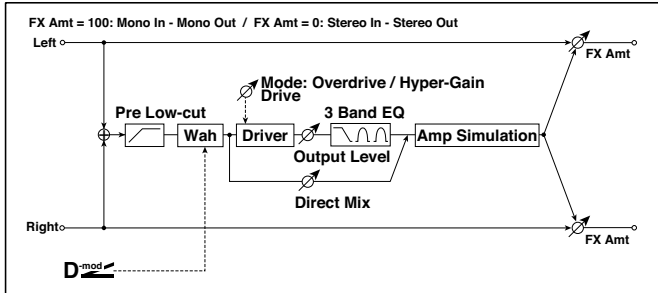 FX Amt = 100: Mono In - Mono Out / FX Amt = 0: Stereo In - Stereo Out
Left
FX Amt
Mode: Overdrive / Hyper-Gain
Drive
Pre Low-cut
3 Band EQ
Wah
Driver
Amp Simulation
Output Level
Direct Mix
Right
FX Amt
D-mod